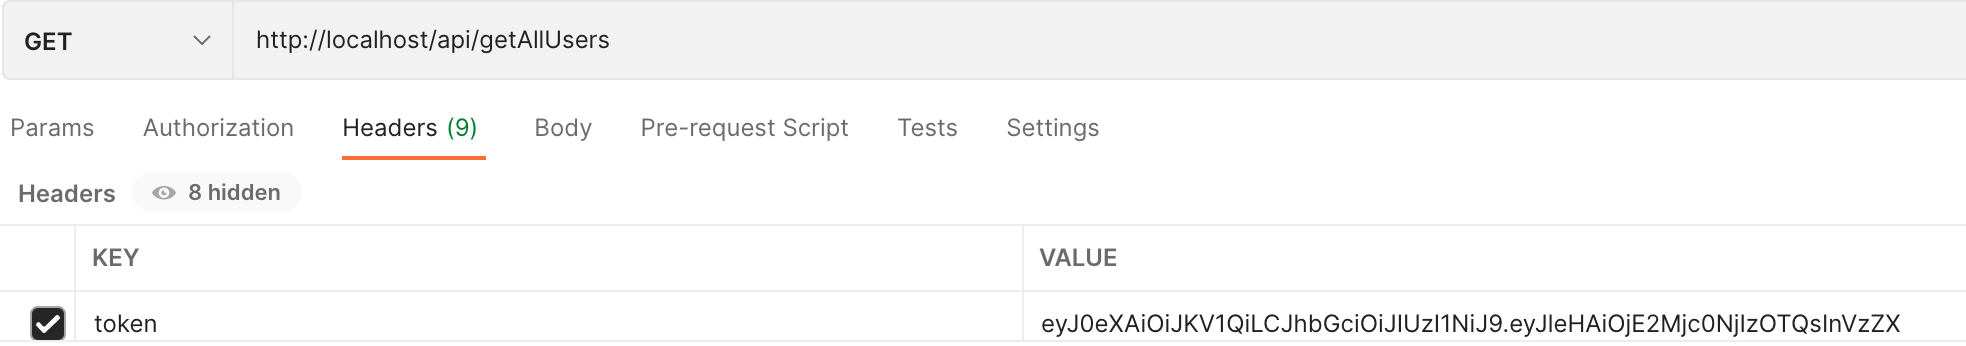 GET http://localhost/api/getAllUsers
Params Authorization Headers (9) Body Pre-request Script Tests Settings
Headers 8 hidden
KEY VALUE
token eyJ0eXAiOiJKV1QiLCJhbGciOiJIUzI1NiJ9.eyJleHAiOjE2Mjc0NjIzOTQsInVzZX